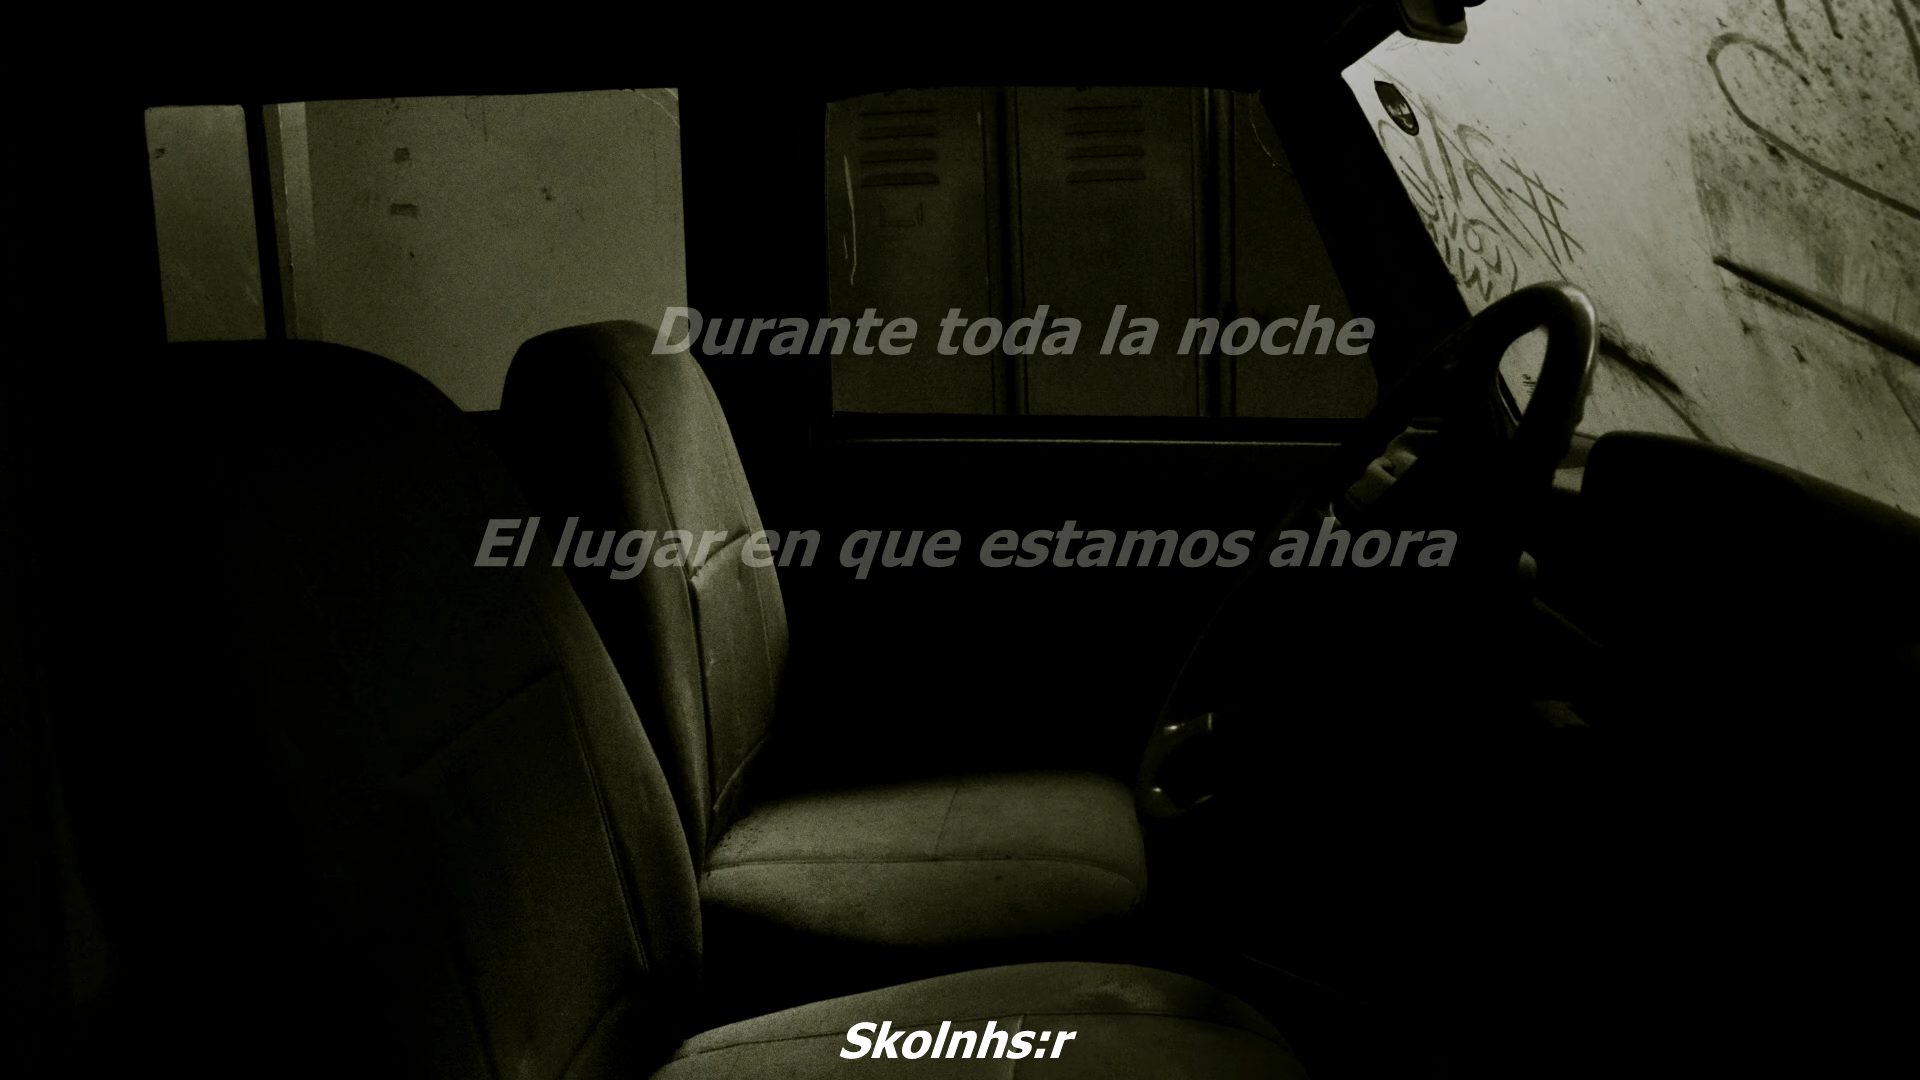 Durante toda la noche
El lugar en que estamos ahora
Skolnhs:r